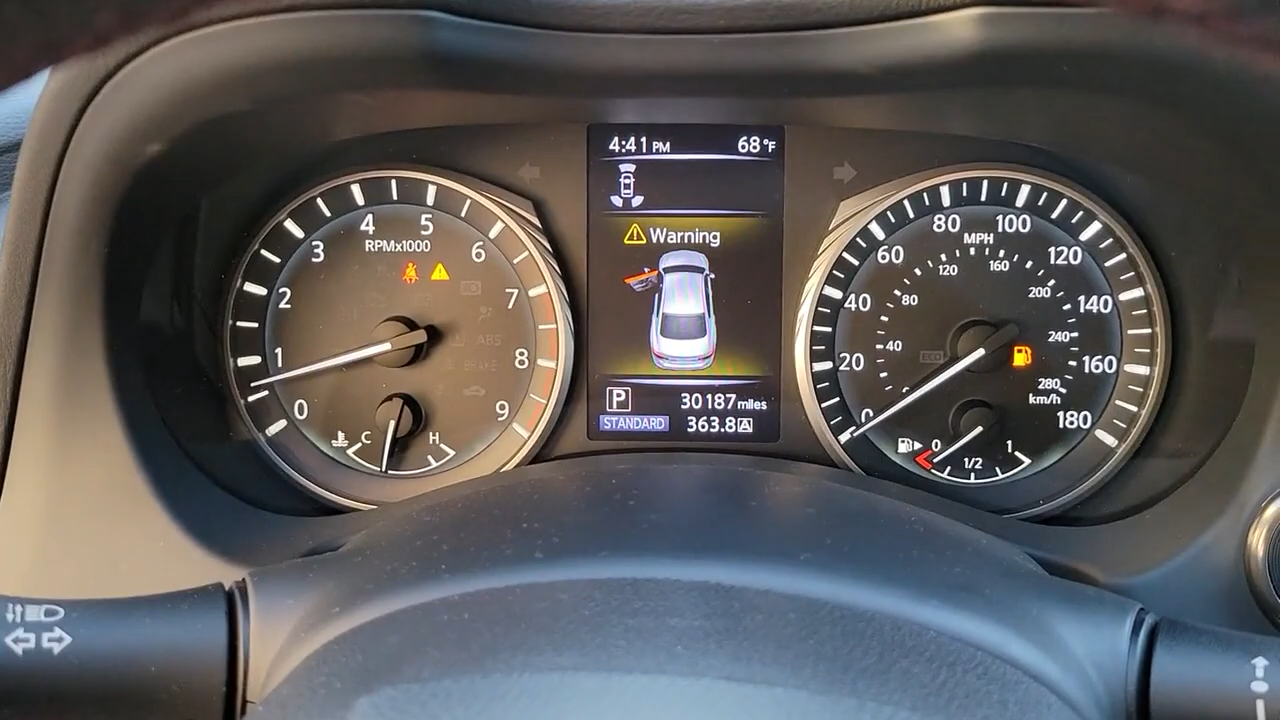 4:41 PM 68°F
Warning
P 30187 miles
STANDARD 363.8 A
0 1 2 3 4 5 6 7 8 9
RPMx1000
ABS
BRAKE
C H
0 20 40 60 80 100 120 140 160 180
MPH
40 80 120 160 200 240 280
km/h
ECO
0 1/2 1